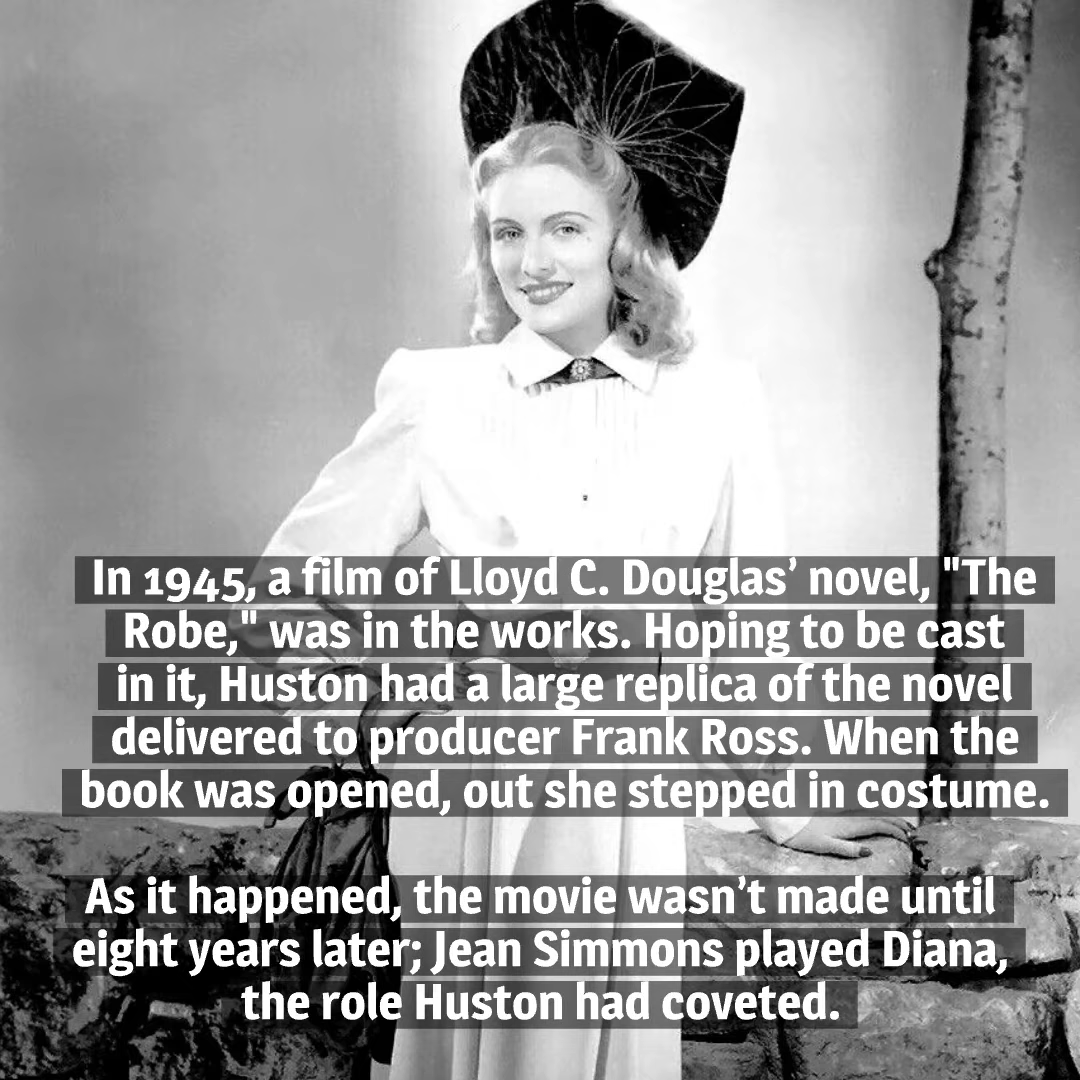 In 1945, a film of Lloyd C. Douglas’ novel, "The
Robe," was in the works. Hoping to be cast
in it, Huston had a large replica of the novel
delivered to producer Frank Ross. When the
book was opened, out she stepped in costume.
As it happened, the movie wasn’t made until
eight years later; Jean Simmons played Diana,
the role Huston had coveted.